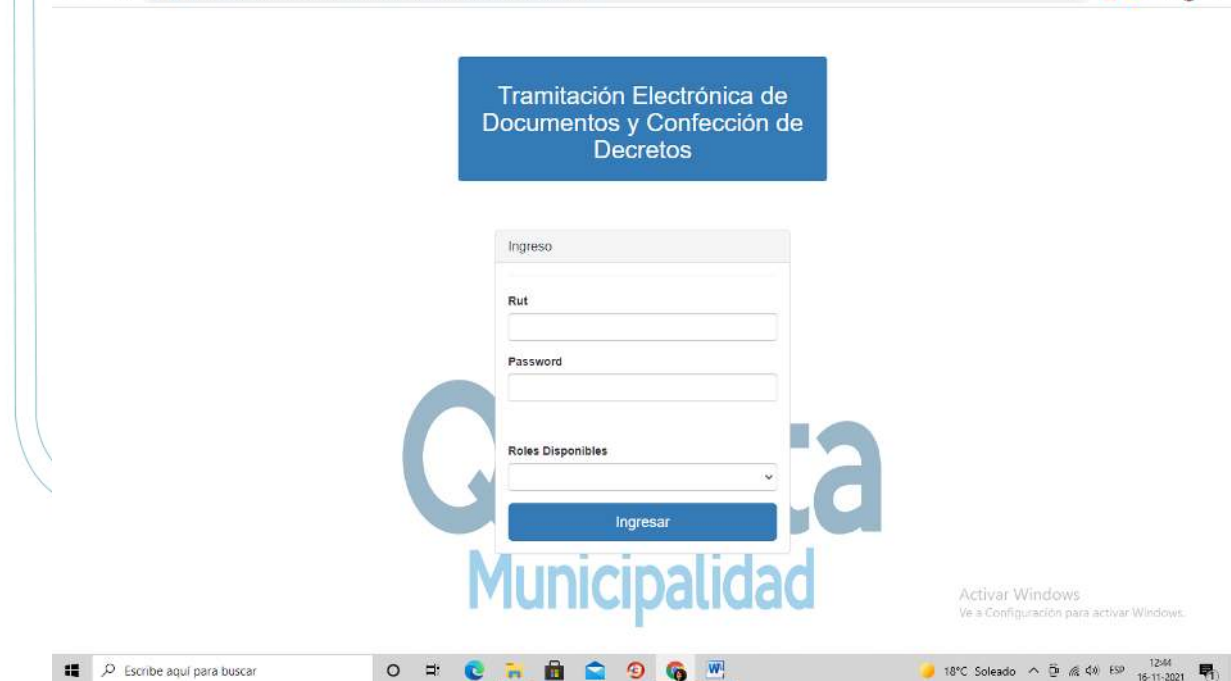 Tramitación Electrónica de
Documentos y Confección de
Decretos
Ingreso
Rut
Password
Roles Disponibles
Ingresar
Municipalidad
Activar Windows
Ve a Configuración para activar Windows.
Escribe aquí para buscar
18°C Soleado
ESP
12:44
16-11-2021